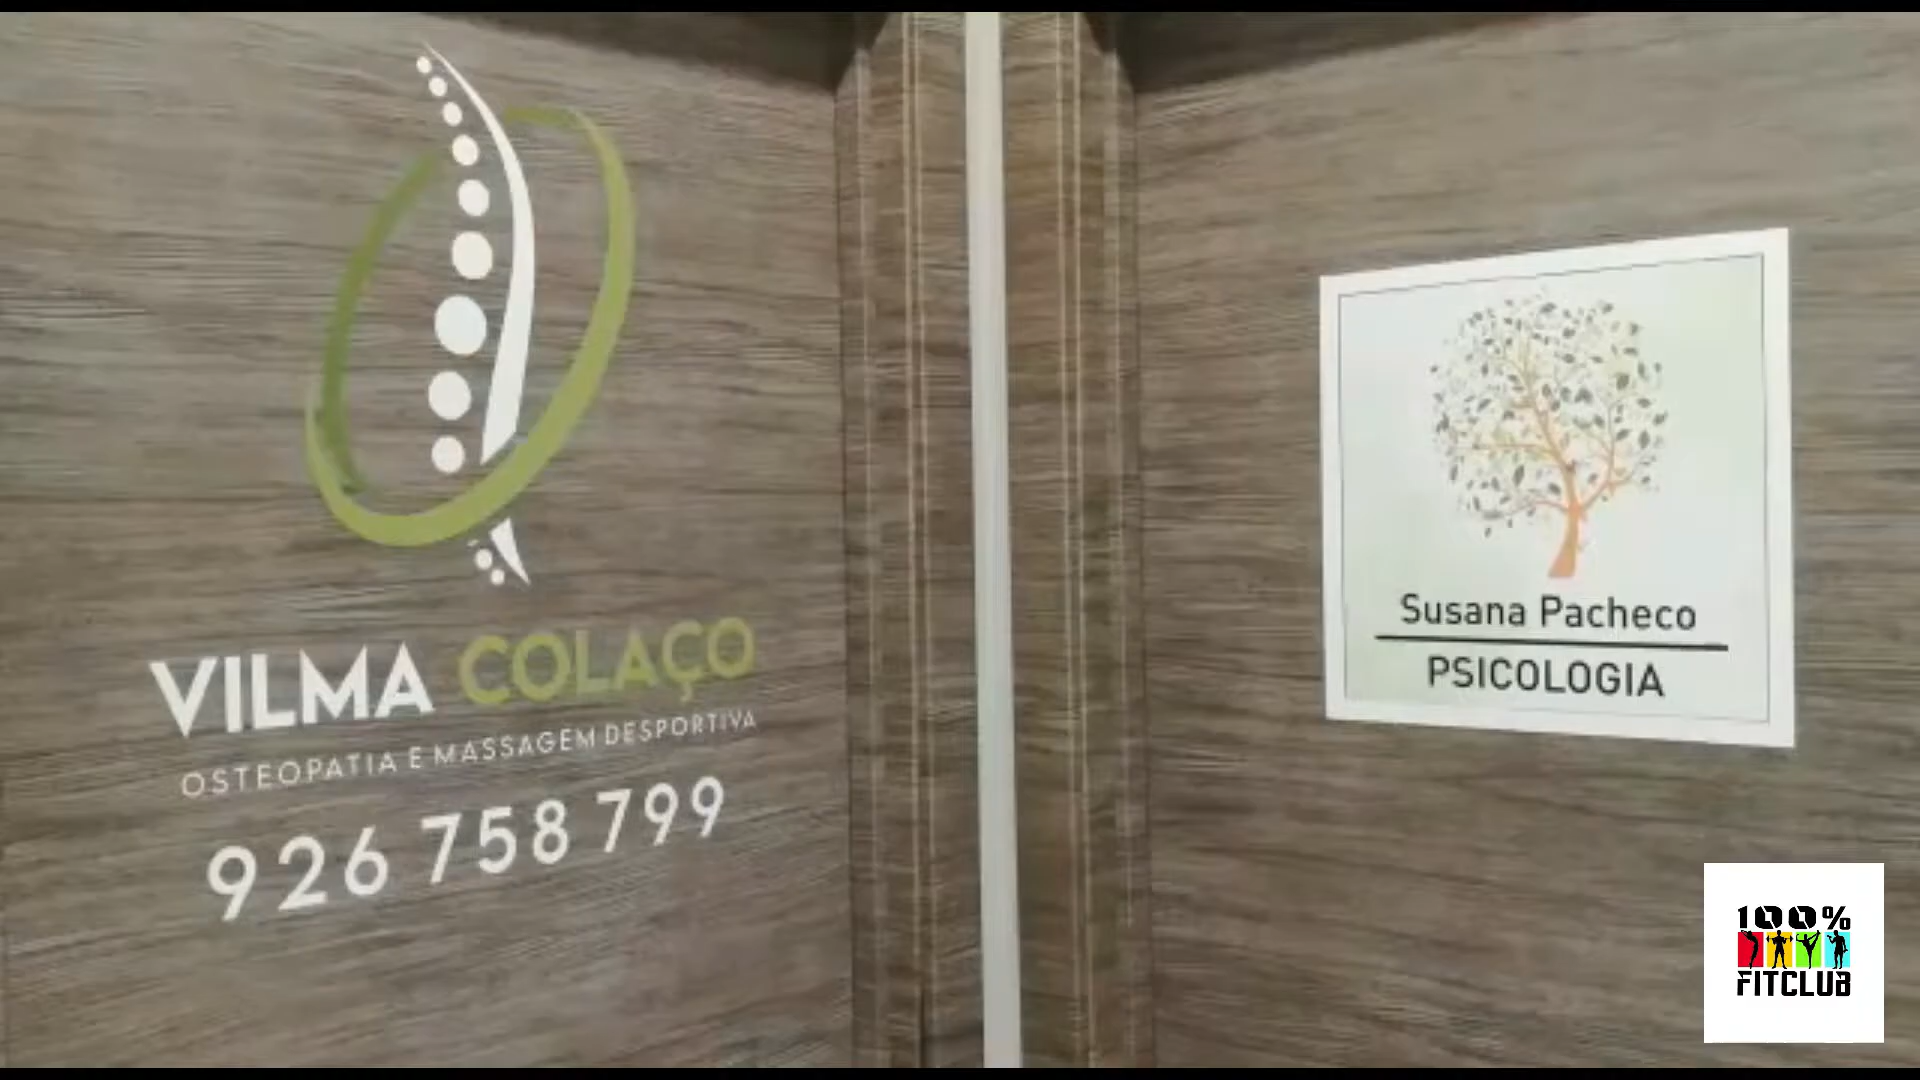 VILMA COLAÇO
OSTEOPATIA E MASSAGEM DESPORTIVA
926 758 799
Susana Pacheco
PSICOLOGIA
100%
FITCLUB